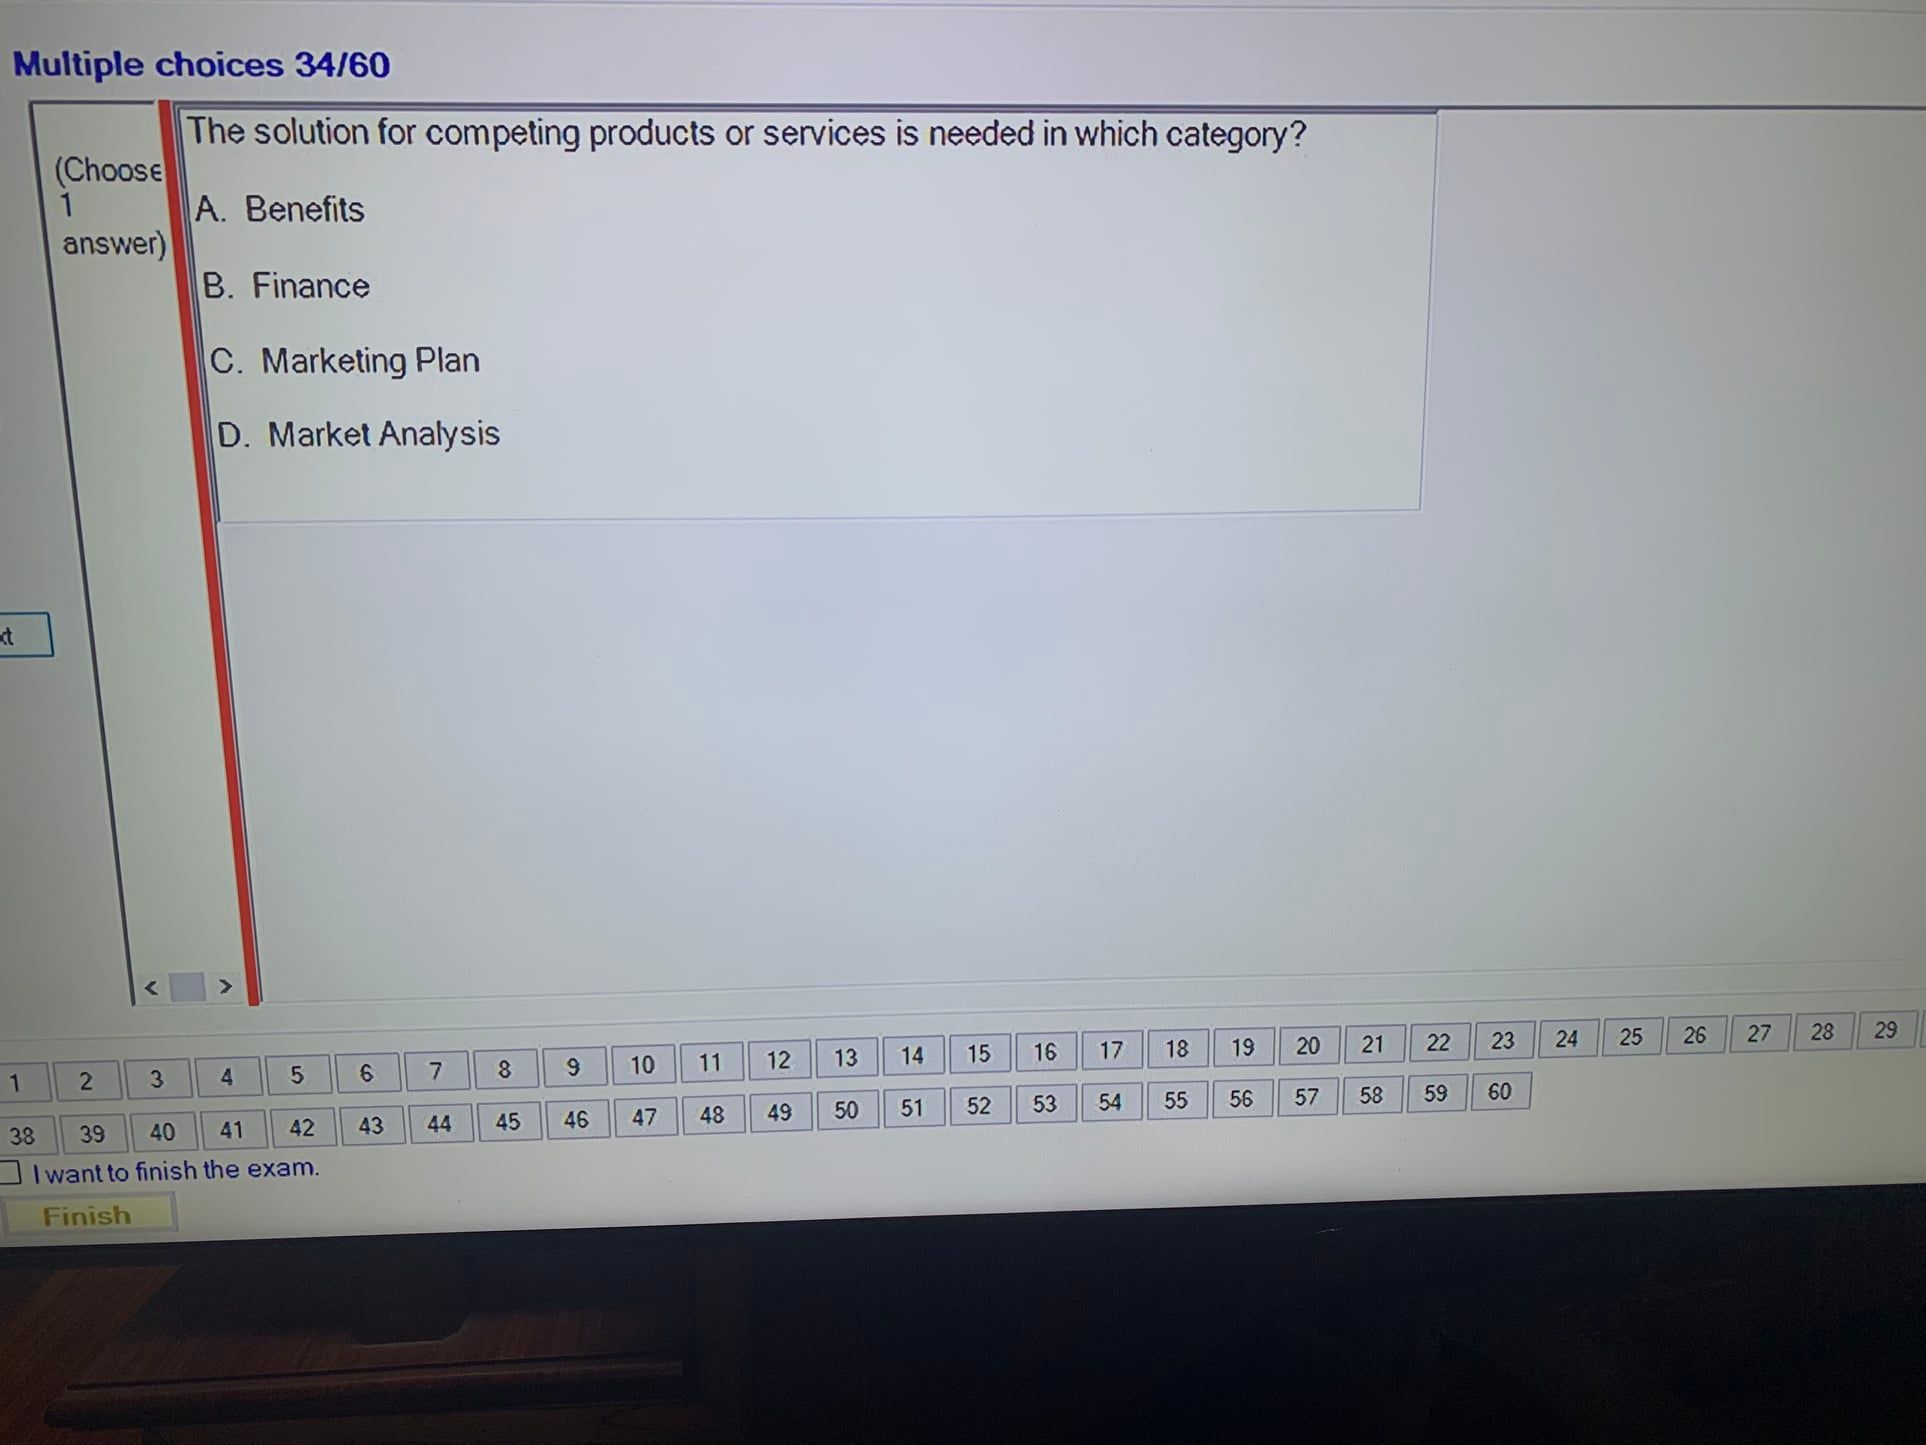 Multiple choices 34/60
(Choose
1
answer)
The solution for competing products or services is needed in which category?
A. Benefits
B. Finance
C. Marketing Plan
D. Market Analysis
xt
< >
1 2 3 4 5 6 7 8 9 10 11 12 13 14 15 16 17 18 19 20 21 22 23 24 25 26 27 28 29
38 39 40 41 42 43 44 45 46 47 48 49 50 51 52 53 54 55 56 57 58 59 60
I want to finish the exam.
Finish